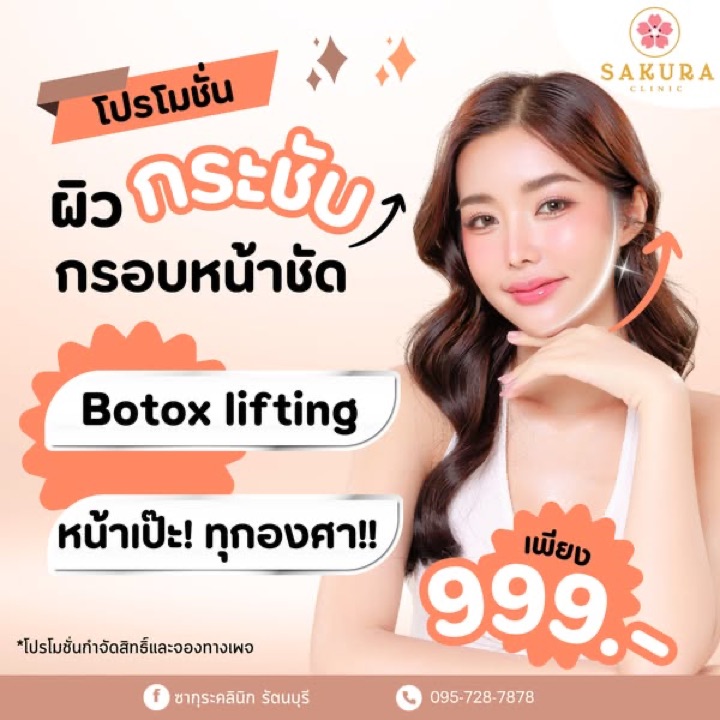 SAKURA
CLINIC
โปรโมชั่น
ผิว กระชับ
กรอบหน้าชัด
Botox lifting
หน้าเป๊ะ! ทุกองศา!!
เพียง
999.-
*โปรโมชั่นกำจัดสิทธิ์และจองทางเพจ
ซากุระคลินิก รัตนบุรี
095-728-7878